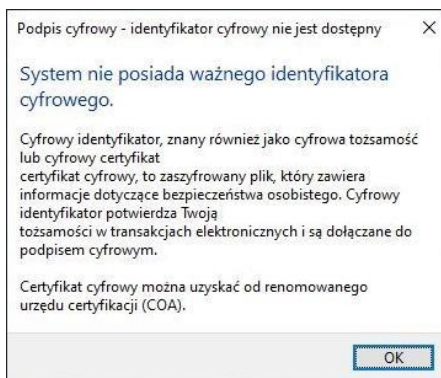 Podpis cyfrowy - identyfikator cyfrowy nie jest dostępny
System nie posiada ważnego identyfikatora
cyfrowego.
Cyfrowy identyfikator, znany również jako cyfrowa tożsamość
lub cyfrowy certyfikat
certyfikat cyfrowy, to zaszyfrowany plik, który zawiera
informacje dotyczące bezpieczeństwa osobistego. Cyfrowy
identyfikator potwierdza Twoją
tożsamości w transakcjach elektronicznych i są dołączane do
podpisem cyfrowym.
Certyfikat cyfrowy można uzyskać od renomowanego
urzędu certyfikacji (COA).
OK